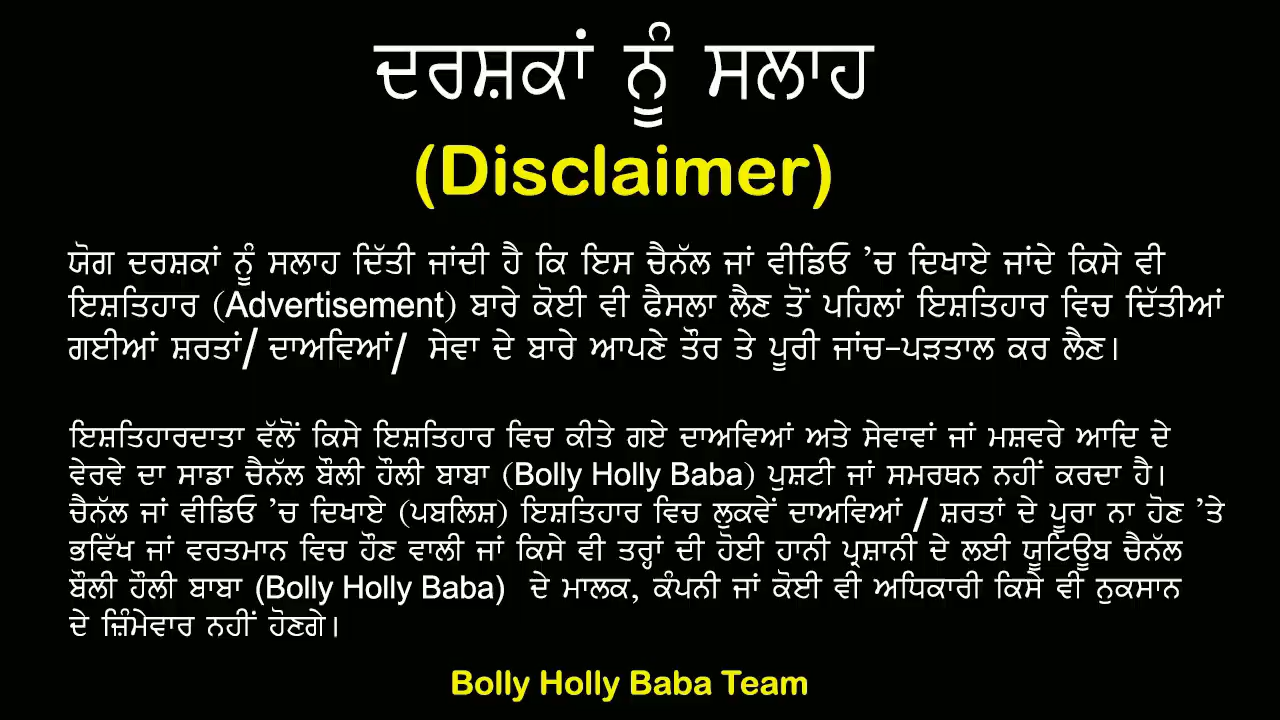 ਦਰਸ਼ਕਾਂ ਨੂੰ ਸਲਾਹ
(Disclaimer)
ਯੋਗ ਦਰਸ਼ਕਾਂ ਨੂੰ ਸਲਾਹ ਦਿੱਤੀ ਜਾਂਦੀ ਹੈ ਕਿ ਇਸ ਚੈਨੱਲ ਜਾਂ ਵੀਡਿਓ ’ਚ ਦਿਖਾਏ ਜਾਂਦੇ ਕਿਸੇ ਵੀ
ਇਸ਼ਤਿਹਾਰ (Advertisement) ਬਾਰੇ ਕੋਈ ਵੀ ਫੈਸਲਾ ਲੈਣ ਤੋਂ ਪਹਿਲਾਂ ਇਸ਼ਤਿਹਾਰ ਵਿਚ ਦਿੱਤੀਆਂ
ਗਈਆਂ ਸ਼ਰਤਾਂ/ ਦਾਅਵਿਆਂ/ ਸੇਵਾ ਦੇ ਬਾਰੇ ਆਪਣੇ ਤੌਰ ਤੇ ਪੂਰੀ ਜਾਂਚ-ਪੜਤਾਲ ਕਰ ਲੈਣ।
ਇਸ਼ਤਿਹਾਰਦਾਤਾ ਵੱਲੋਂ ਕਿਸੇ ਇਸ਼ਤਿਹਾਰ ਵਿਚ ਕੀਤੇ ਗਏ ਦਾਅਵਿਆਂ ਅਤੇ ਸੇਵਾਵਾਂ ਜਾਂ ਮਸ਼ਵਰੇ ਆਦਿ ਦੇ
ਵੇਰਵੇ ਦਾ ਸਾਡਾ ਚੈਨੱਲ ਬੌਲੀ ਹੌਲੀ ਬਾਬਾ (Bolly Holly Baba) ਪੁਸ਼ਟੀ ਜਾਂ ਸਮਰਥਨ ਨਹੀਂ ਕਰਦਾ ਹੈ।
ਚੈਨੱਲ ਜਾਂ ਵੀਡਿਓ ’ਚ ਦਿਖਾਏ (ਪਬਲਿਸ਼) ਇਸ਼ਤਿਹਾਰ ਵਿਚ ਲੁਕਵੇਂ ਦਾਅਵਿਆਂ / ਸ਼ਰਤਾਂ ਦੇ ਪੂਰਾ ਨਾ ਹੋਣ ’ਤੇ
ਭਵਿੱਖ ਜਾਂ ਵਰਤਮਾਨ ਵਿਚ ਹੌਣ ਵਾਲੀ ਜਾਂ ਕਿਸੇ ਵੀ ਤਰ੍ਹਾਂ ਦੀ ਹੋਈ ਹਾਨੀ ਪ੍ਰਸ਼ਾਨੀ ਦੇ ਲਈ ਯੂਟਿਊਬ ਚੈਨੱਲ
ਬੌਲੀ ਹੌਲੀ ਬਾਬਾ (Bolly Holly Baba) ਦੇ ਮਾਲਕ, ਕੰਪਨੀ ਜਾਂ ਕੋਈ ਵੀ ਅਧਿਕਾਰੀ ਕਿਸੇ ਵੀ ਨੁਕਸਾਨ
ਦੇ ਜ਼ਿੰਮੇਵਾਰ ਨਹੀਂ ਹੋਣਗੇ।
Bolly Holly Baba Team